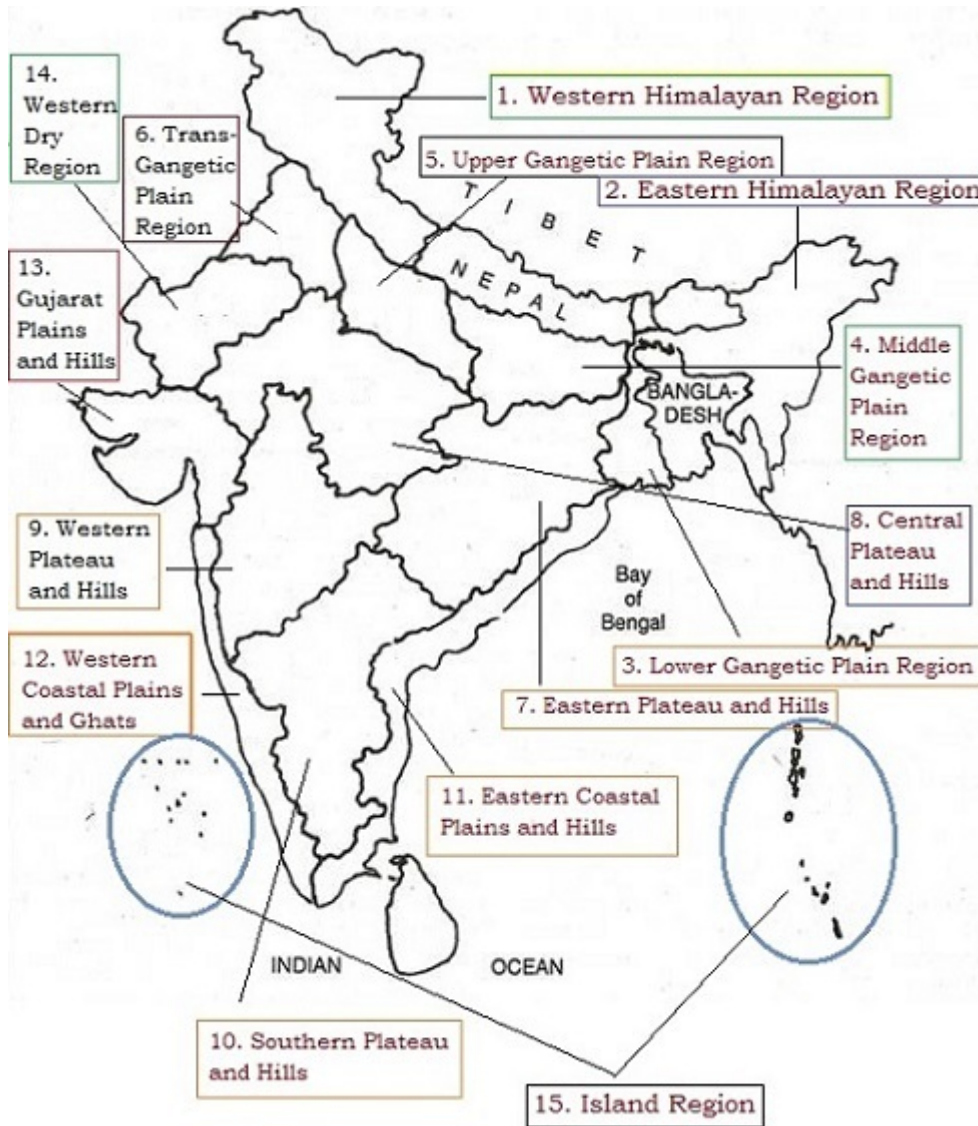 14.
Western
Dry
Region
1. Western Himalayan Region
6. Trans-
Gangetic
Plain
Region
5. Upper Gangetic Plain Region
2. Eastern Himalayan Region
TIBET
NEPAL
13.
Gujarat
Plains
and Hills
4. Middle
Gangetic
Plain
Region
BANGLA-
DESH
9. Western
Plateau
and Hills
8. Central
Plateau
and Hills
Bay
of
Bengal
12. Western
Coastal Plains
and Ghats
3. Lower Gangetic Plain Region
7. Eastern Plateau and Hills
11. Eastern Coastal
Plains and Hills
INDIAN OCEAN
10. Southern Plateau
and Hills
15. Island Region